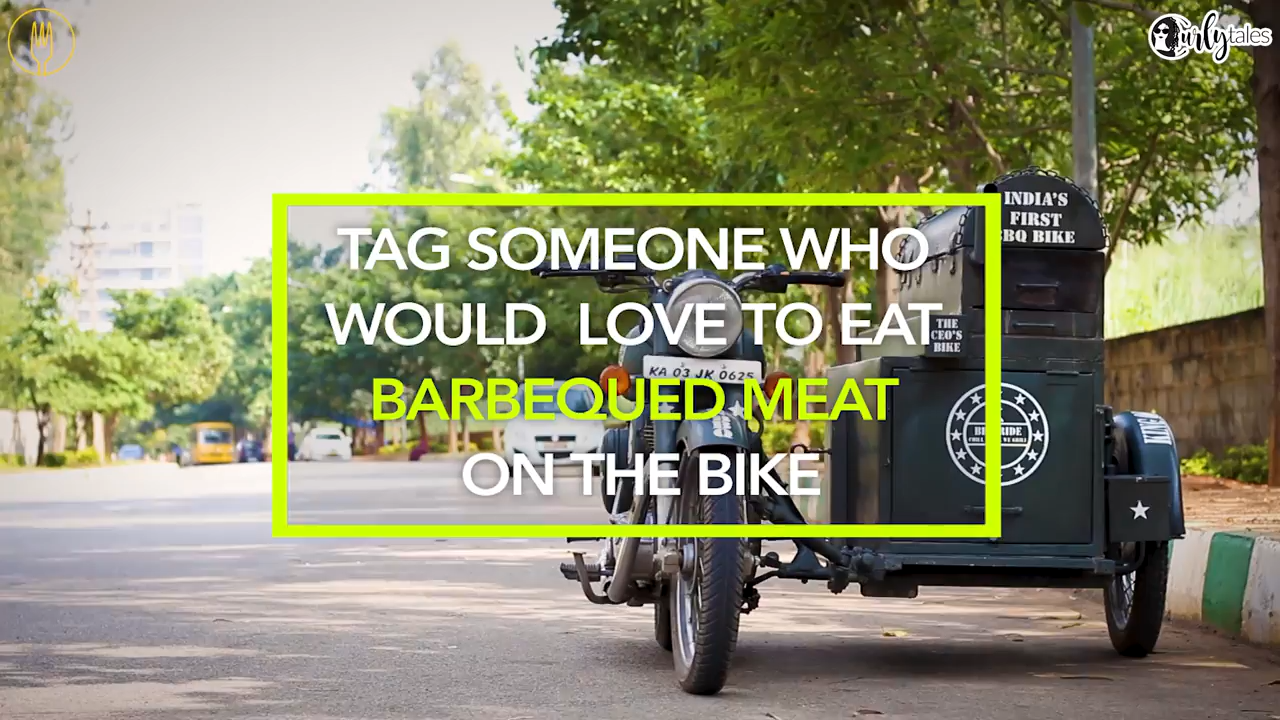 Curly tales
INDIA'S
FIRST
BBQ BIKE
TAG SOMEONE WHO
WOULD LOVE TO EAT
BARBEQUED MEAT
ON THE BIKE
THE
CEO'S
BIKE
KA 03 JK 0625
RIDE